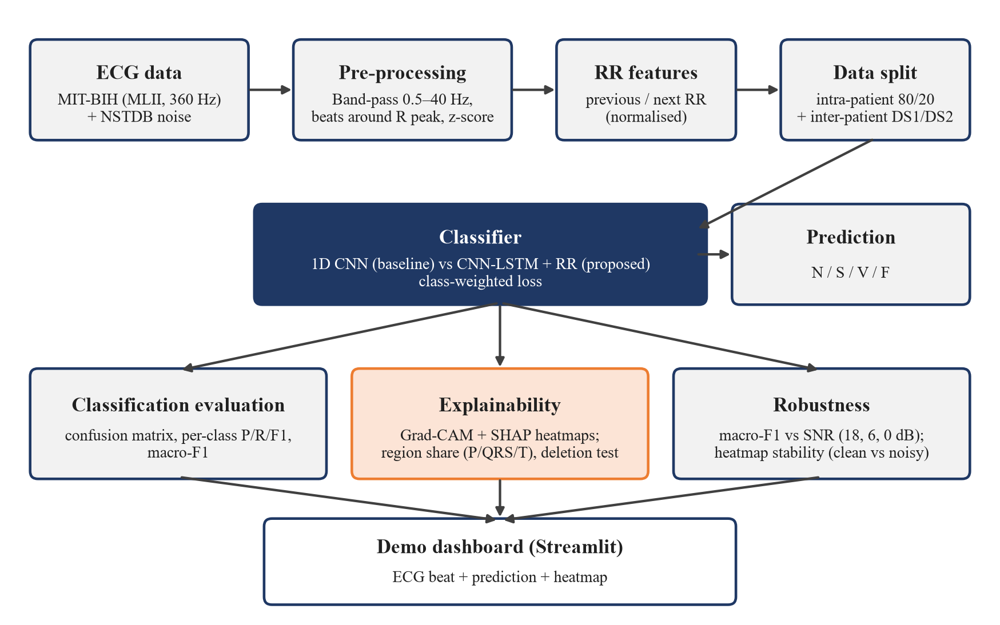 ECG data
MIT-BIH (MLII, 360 Hz)
+ NSTDB noise
Pre-processing
Band-pass 0.5–40 Hz,
beats around R peak, z-score
RR features
previous / next RR
(normalised)
Data split
intra-patient 80/20
+ inter-patient DS1/DS2
Classifier
1D CNN (baseline) vs CNN-LSTM + RR (proposed)
class-weighted loss
Prediction
N / S / V / F
Classification evaluation
confusion matrix, per-class P/R/F1,
macro-F1
Explainability
Grad-CAM + SHAP heatmaps;
region share (P/QRS/T), deletion test
Robustness
macro-F1 vs SNR (18, 6, 0 dB);
heatmap stability (clean vs noisy)
Demo dashboard (Streamlit)
ECG beat + prediction + heatmap